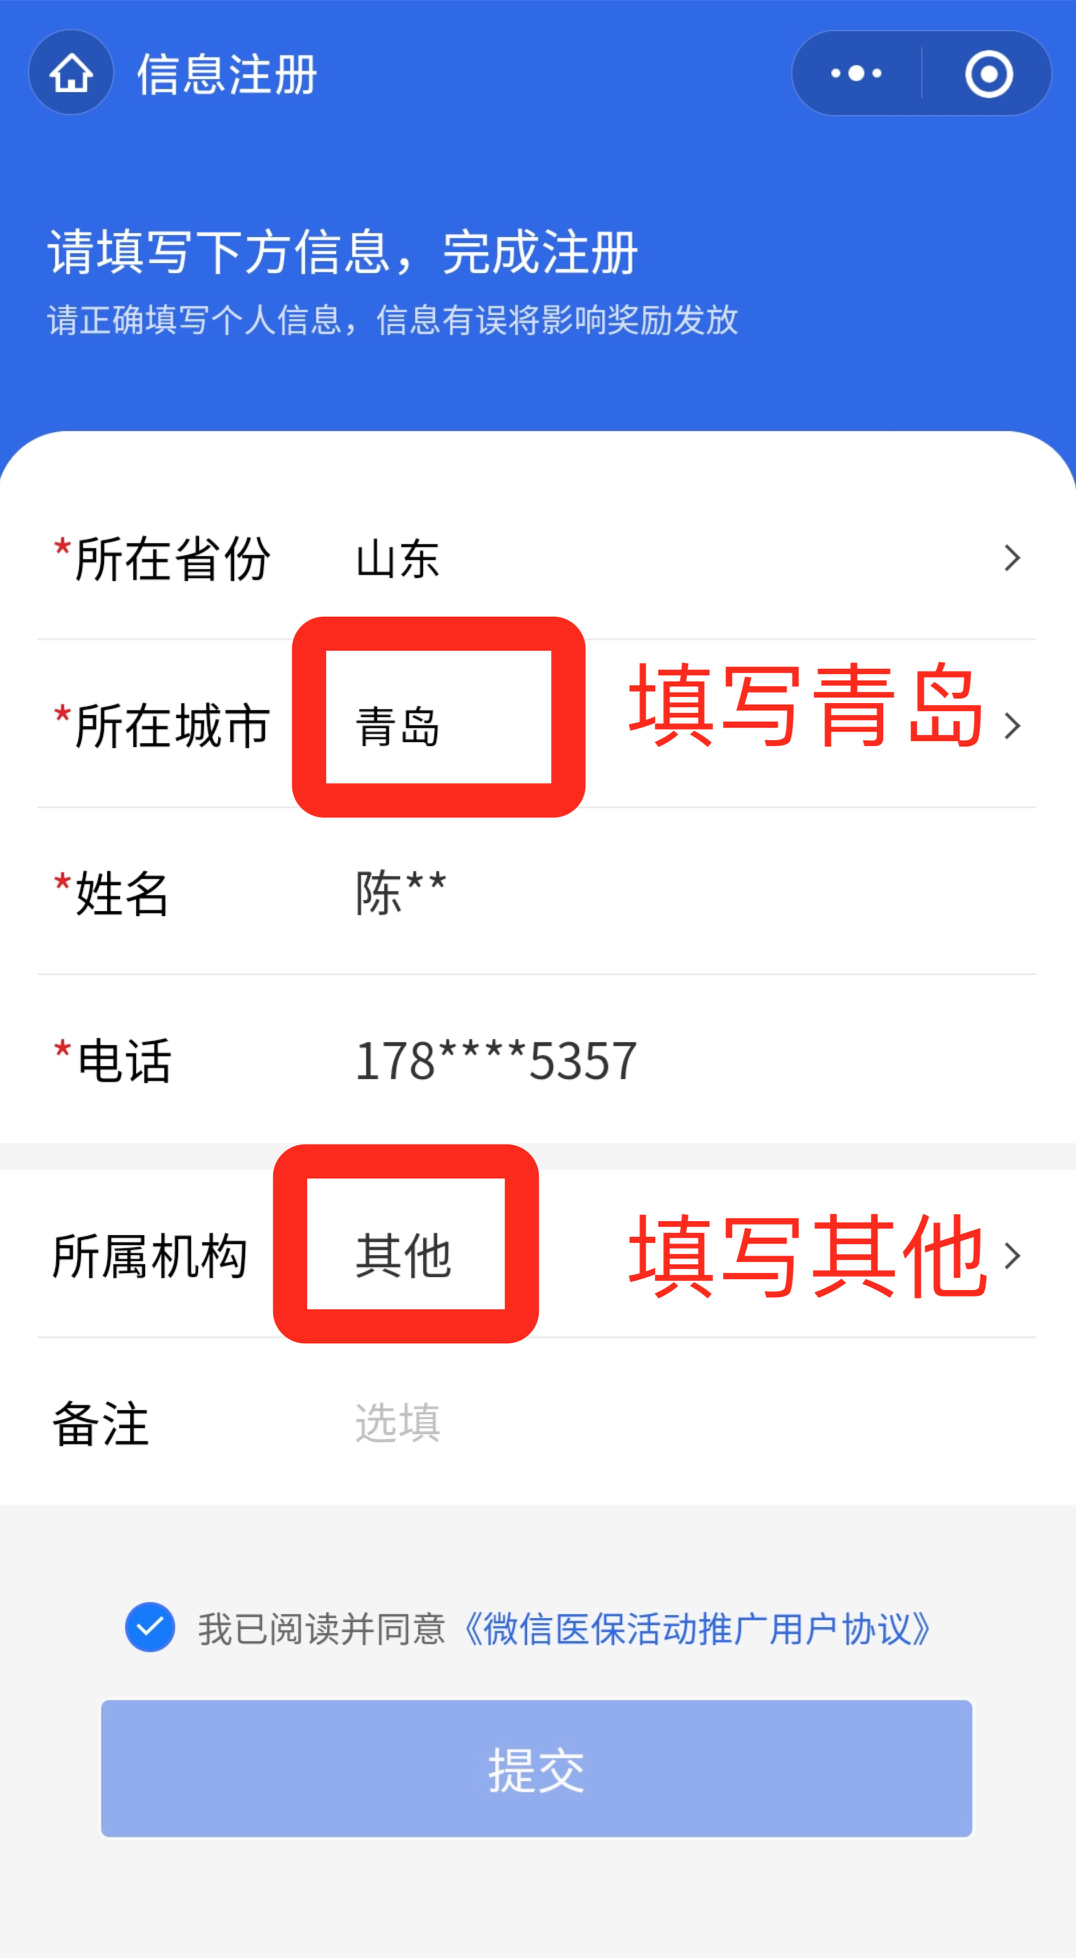 信息注册
请填写下方信息，完成注册
请正确填写个人信息，信息有误将影响奖励发放
*所在省份 山东
*所在城市 青岛 填写青岛
*姓名 陈**
*电话 178****5357
所属机构 其他 填写其他
备注 选填
我已阅读并同意《微信医保活动推广用户协议》
提交